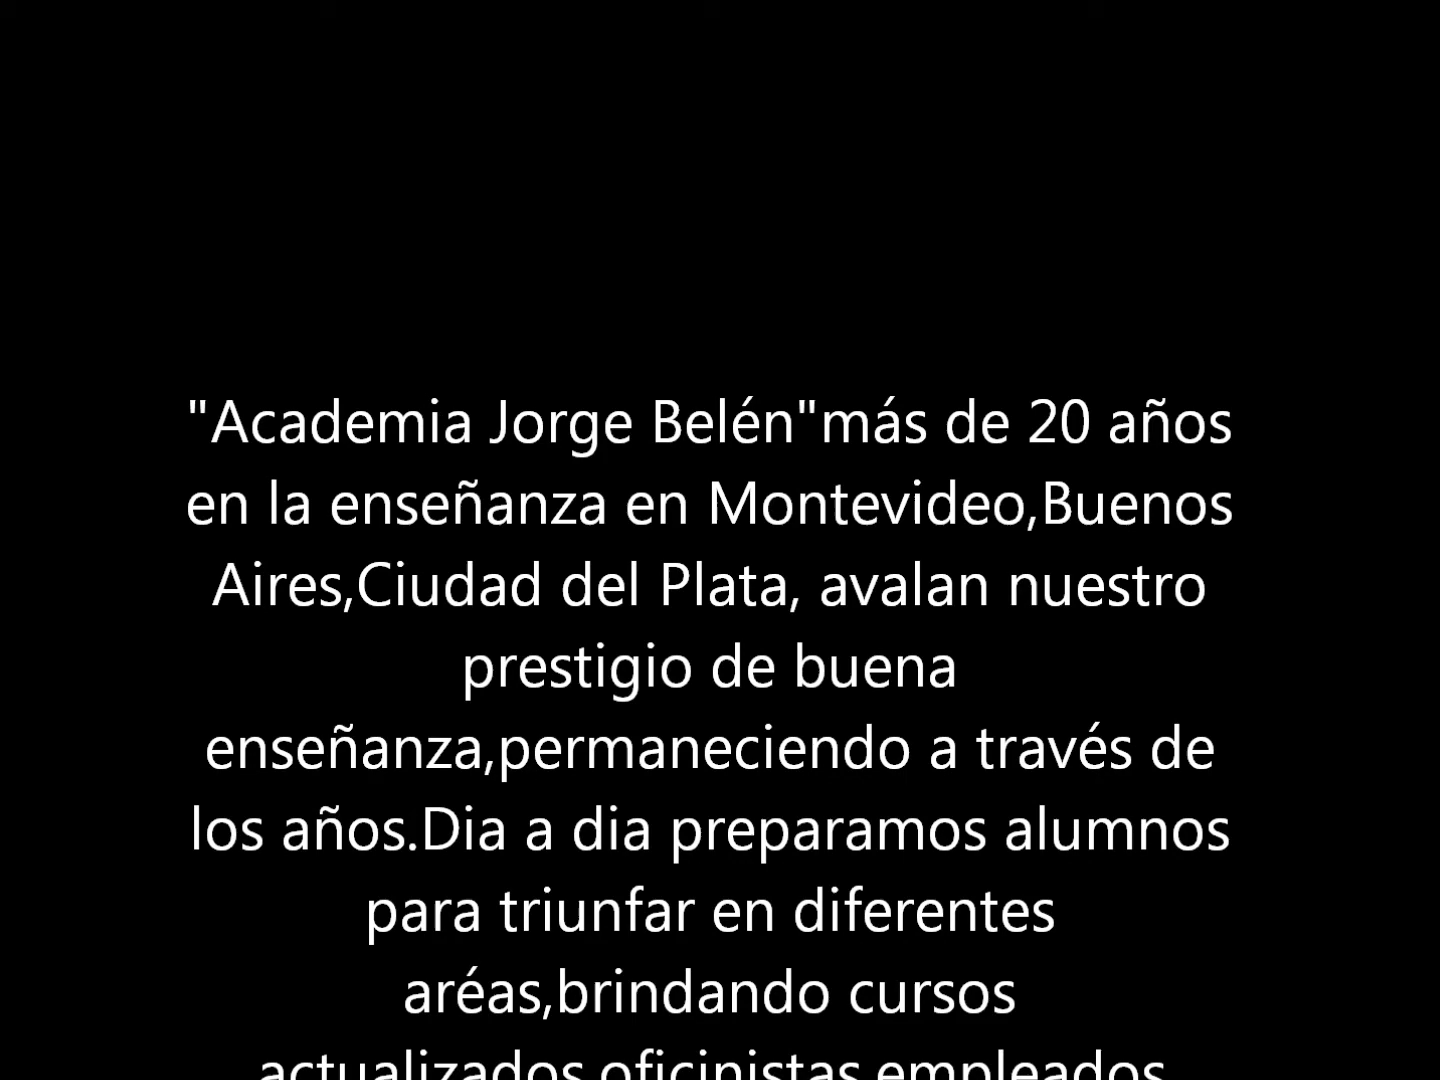 "Academia Jorge Belén"más de 20 años
en la enseñanza en Montevideo,Buenos
Aires,Ciudad del Plata, avalan nuestro
prestigio de buena
enseñanza,permaneciendo a través de
los años.Dia a dia preparamos alumnos
para triunfar en diferentes
aréas,brindando cursos
actualizados,oficinistas,empleados